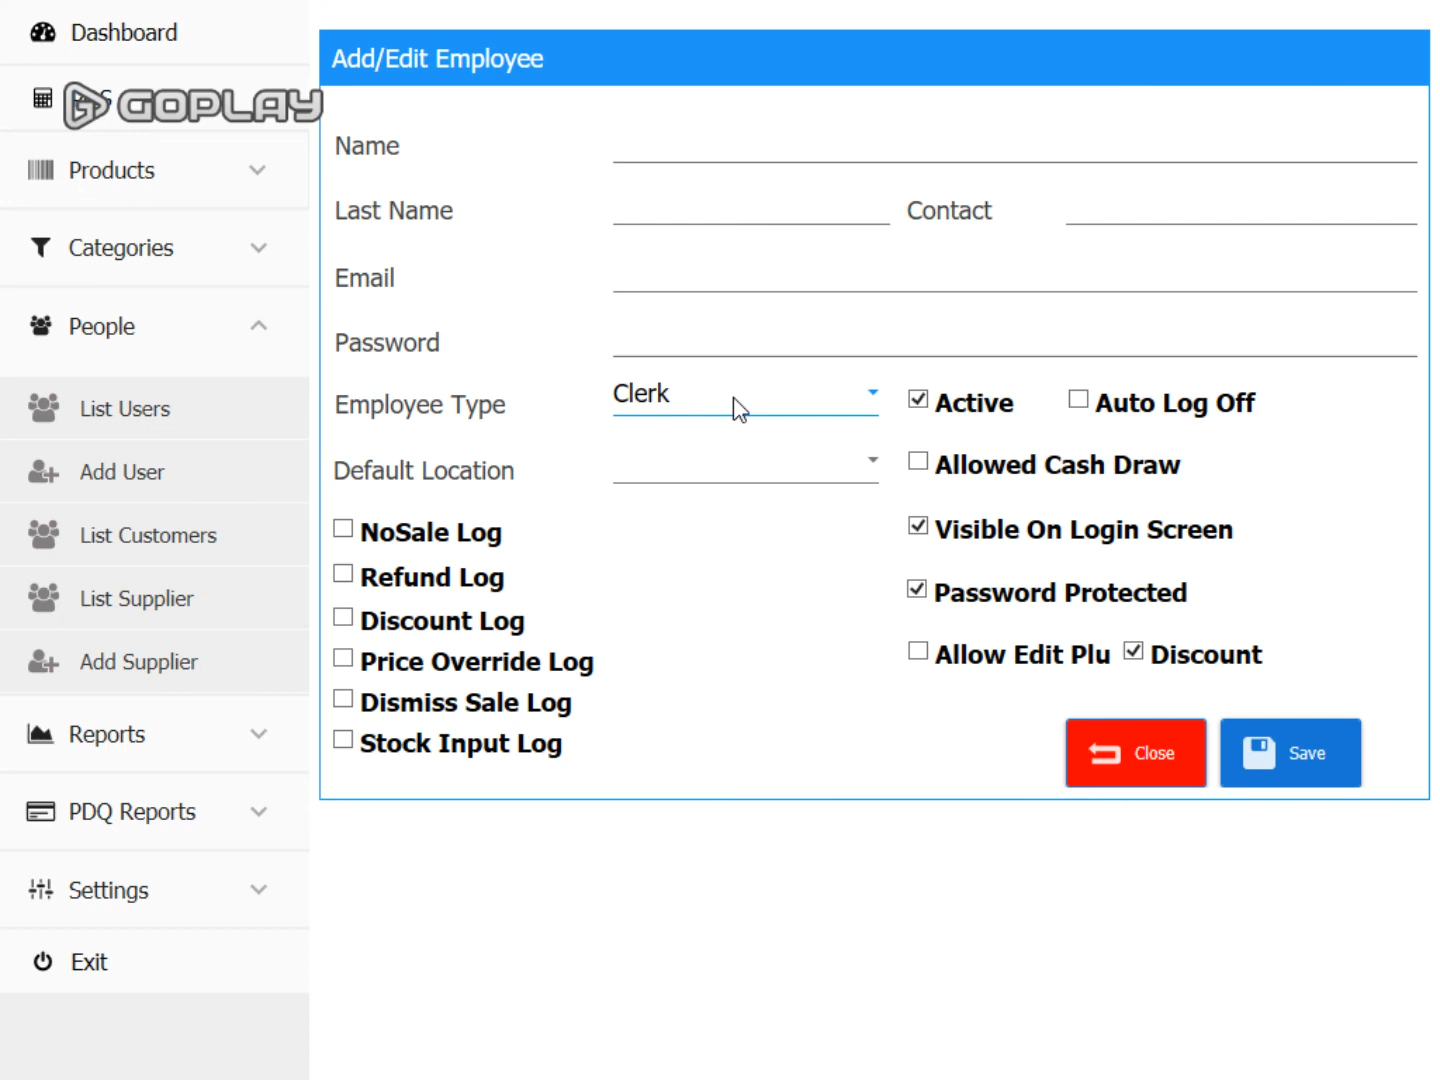 Dashboard
GOPLAY
Products
Categories
People
List Users
Add User
List Customers
List Supplier
Add Supplier
Reports
PDQ Reports
Settings
Exit
Add/Edit Employee
Name
Last Name Contact
Email
Password
Employee Type Clerk Active Auto Log Off
Default Location Allowed Cash Draw
NoSale Log Visible On Login Screen
Refund Log Password Protected
Discount Log
Price Override Log Allow Edit Plu Discount
Dismiss Sale Log
Stock Input Log Close Save